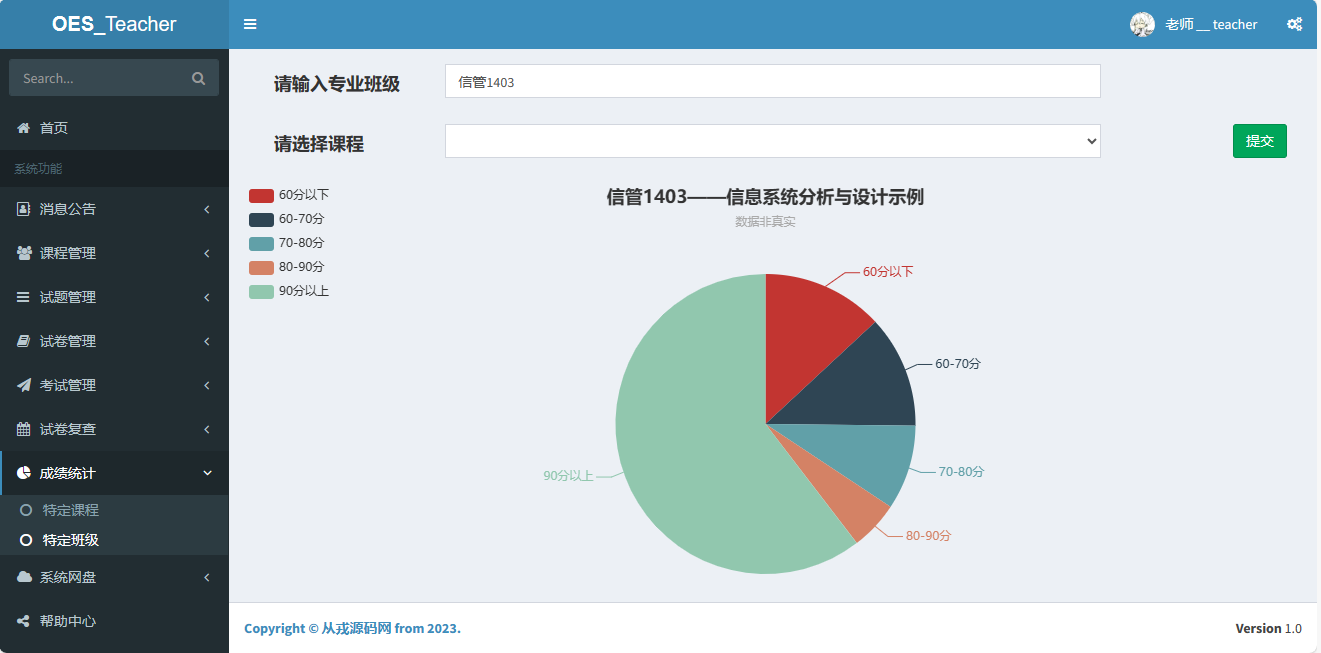 OES_Teacher
老师 __ teacher
Search...
首页
系统功能
消息公告
课程管理
试题管理
试卷管理
考试管理
试卷复查
成绩统计
特定课程
特定班级
系统网盘
帮助中心
请输入专业班级
信管1403
请选择课程
提交
60分以下
60-70分
70-80分
80-90分
90分以上
信管1403——信息系统分析与设计示例
数据非真实
60分以下
60-70分
70-80分
80-90分
90分以上
Copyright © 从戎源码网 from 2023.
Version 1.0